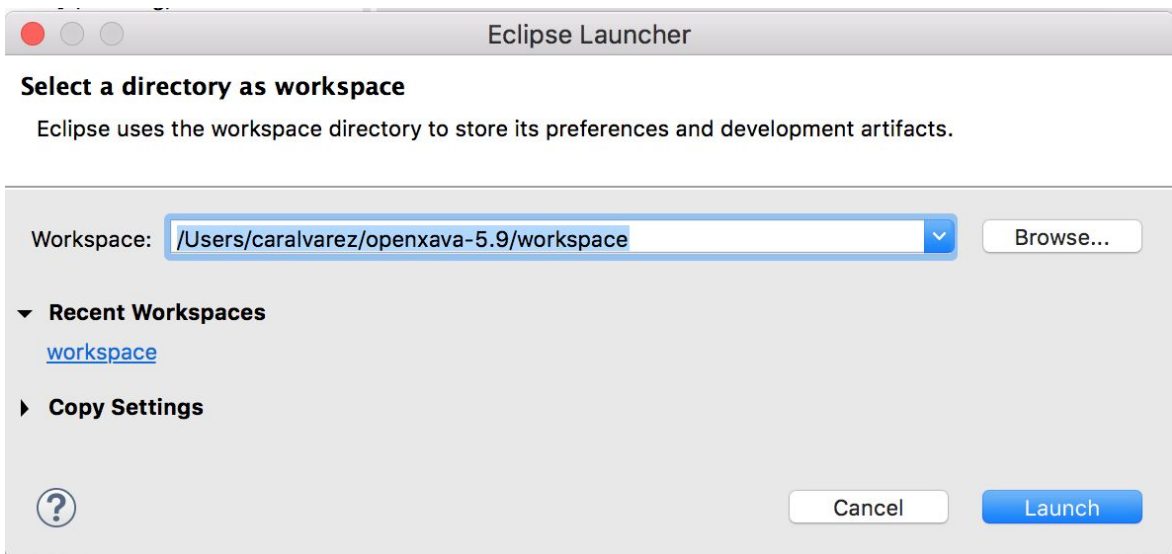 Eclipse Launcher
Select a directory as workspace
Eclipse uses the workspace directory to store its preferences and development artifacts.
Workspace: /Users/caralvarez/openxava-5.9/workspace Browse...
Recent Workspaces
workspace
Copy Settings
? Cancel Launch